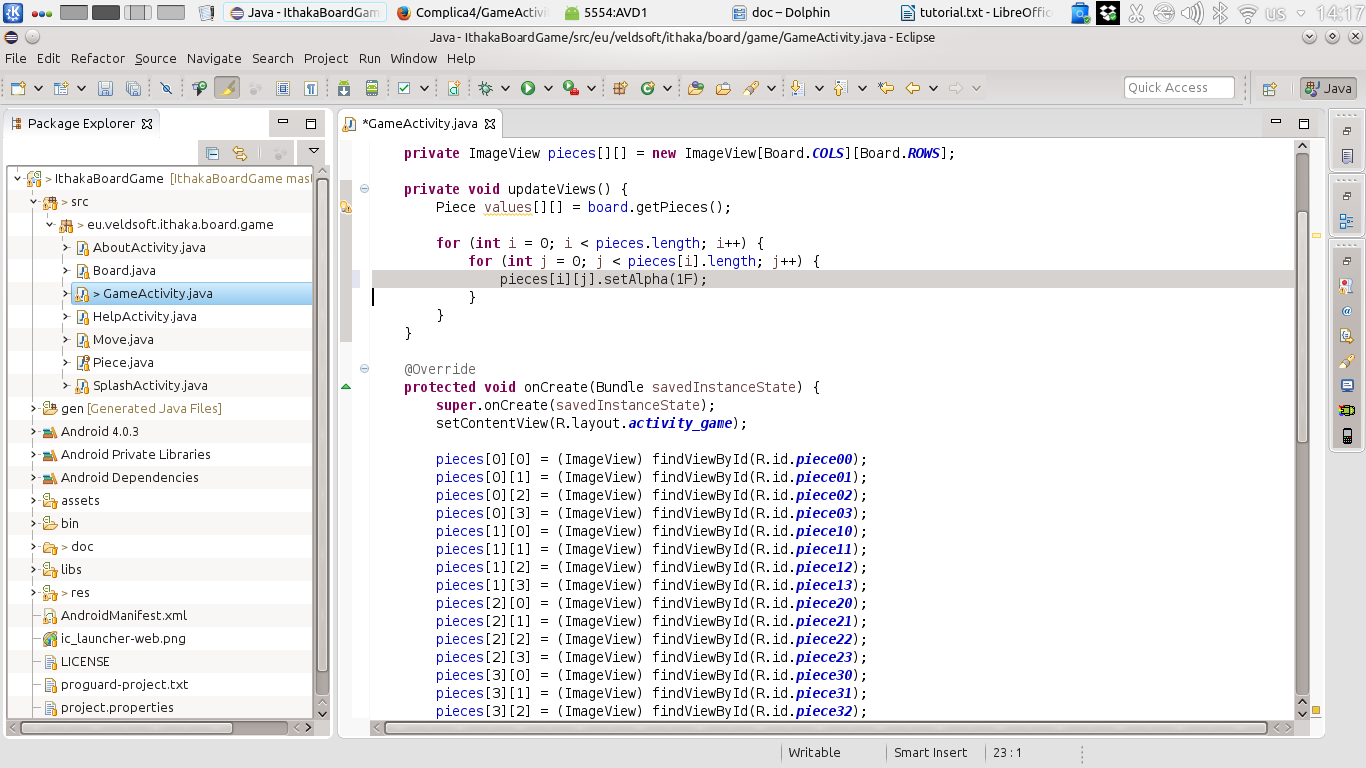 Java - IthakaBoardGam
Complica4/GameActivi
5554:AVD1
doc – Dolphin
tutorial.txt - LibreOffic
us
14:17
Java - IthakaBoardGame/src/eu/veldsoft/ithaka/board/game/GameActivity.java - Eclipse
File Edit Refactor Source Navigate Search Project Run Window Help
Quick Access
Java
Package Explorer
> IthakaBoardGame [IthakaBoardGame mast
> src
> eu.veldsoft.ithaka.board.game
AboutActivity.java
Board.java
> GameActivity.java
HelpActivity.java
Move.java
Piece.java
SplashActivity.java
gen [Generated Java Files]
Android 4.0.3
Android Private Libraries
Android Dependencies
assets
bin
> doc
libs
> res
AndroidManifest.xml
ic_launcher-web.png
LICENSE
proguard-project.txt
project.properties
*GameActivity.java
private ImageView pieces[][] = new ImageView[Board.COLS][Board.ROWS];
private void updateViews() {
Piece values[][] = board.getPieces();
for (int i = 0; i < pieces.length; i++) {
for (int j = 0; j < pieces[i].length; j++) {
pieces[i][j].setAlpha(1F);
}
}
}
@Override
protected void onCreate(Bundle savedInstanceState) {
super.onCreate(savedInstanceState);
setContentView(R.layout.activity_game);
pieces[0][0] = (ImageView) findViewById(R.id.piece00);
pieces[0][1] = (ImageView) findViewById(R.id.piece01);
pieces[0][2] = (ImageView) findViewById(R.id.piece02);
pieces[0][3] = (ImageView) findViewById(R.id.piece03);
pieces[1][0] = (ImageView) findViewById(R.id.piece10);
pieces[1][1] = (ImageView) findViewById(R.id.piece11);
pieces[1][2] = (ImageView) findViewById(R.id.piece12);
pieces[1][3] = (ImageView) findViewById(R.id.piece13);
pieces[2][0] = (ImageView) findViewById(R.id.piece20);
pieces[2][1] = (ImageView) findViewById(R.id.piece21);
pieces[2][2] = (ImageView) findViewById(R.id.piece22);
pieces[2][3] = (ImageView) findViewById(R.id.piece23);
pieces[3][0] = (ImageView) findViewById(R.id.piece30);
pieces[3][1] = (ImageView) findViewById(R.id.piece31);
pieces[3][2] = (ImageView) findViewById(R.id.piece32);
Writable
Smart Insert
23 : 1